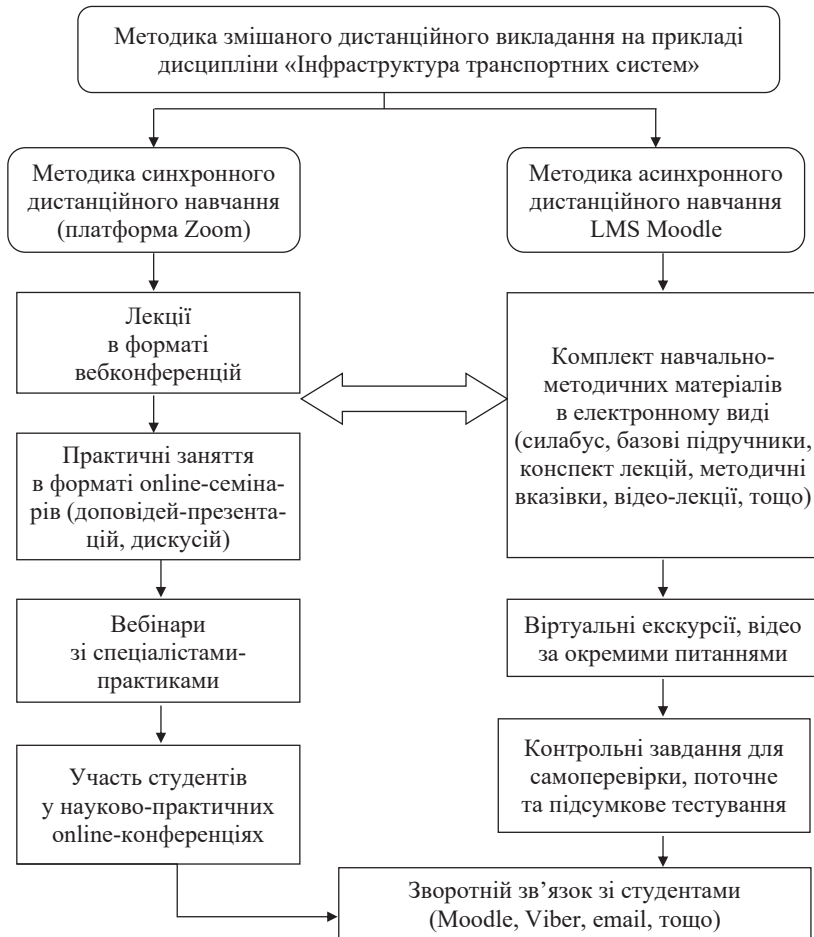 Методика змішаного дистанційного викладання на прикладі
дисципліни «Інфраструктура транспортних систем»
Методика синхронного
дистанційного навчання
(платформа Zoom)
Лекції
в форматі
вебконференцій
Практичні заняття
в форматі online-семіна-
рів (доповідей-презента-
цій, дискусій)
Вебінари
зі спеціалістами-
практиками
Участь студентів
у науково-практичних
online-конференціях
Методика асинхронного
дистанційного навчання
LMS Moodle
Комплект навчально-
методичних матеріалів
в електронному виді
(силабус, базові підручники,
конспект лекцій, методичні
вказівки, відео-лекції, тощо)
Віртуальні екскурсії, відео
за окремими питаннями
Контрольні завдання для
самоперевірки, поточне
та підсумкове тестування
Зворотній зв’язок зі студентами
(Moodle, Viber, email, тощо)